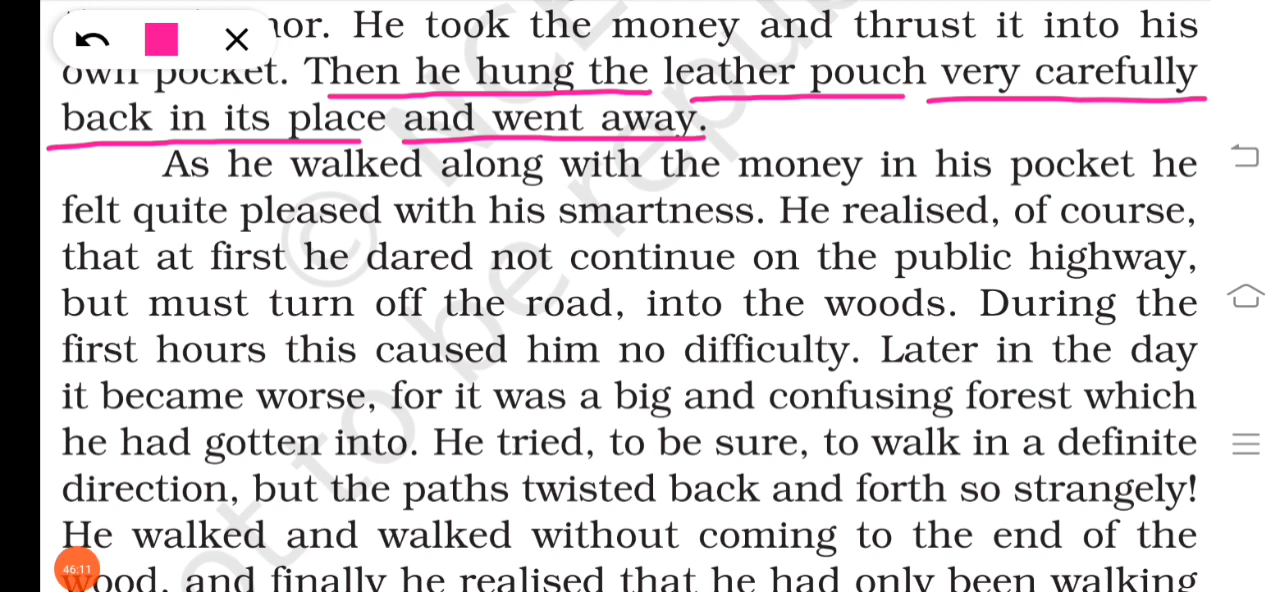 nor. He took the money and thrust it into his
own pocket. Then he hung the leather pouch very carefully
back in its place and went away.
As he walked along with the money in his pocket he
felt quite pleased with his smartness. He realised, of course,
that at first he dared not continue on the public highway,
but must turn off the road, into the woods. During the
first hours this caused him no difficulty. Later in the day
it became worse, for it was a big and confusing forest which
he had gotten into. He tried, to be sure, to walk in a definite
direction, but the paths twisted back and forth so strangely!
He walked and walked without coming to the end of the
46:11
wood, and finally he realised that he had only been walking